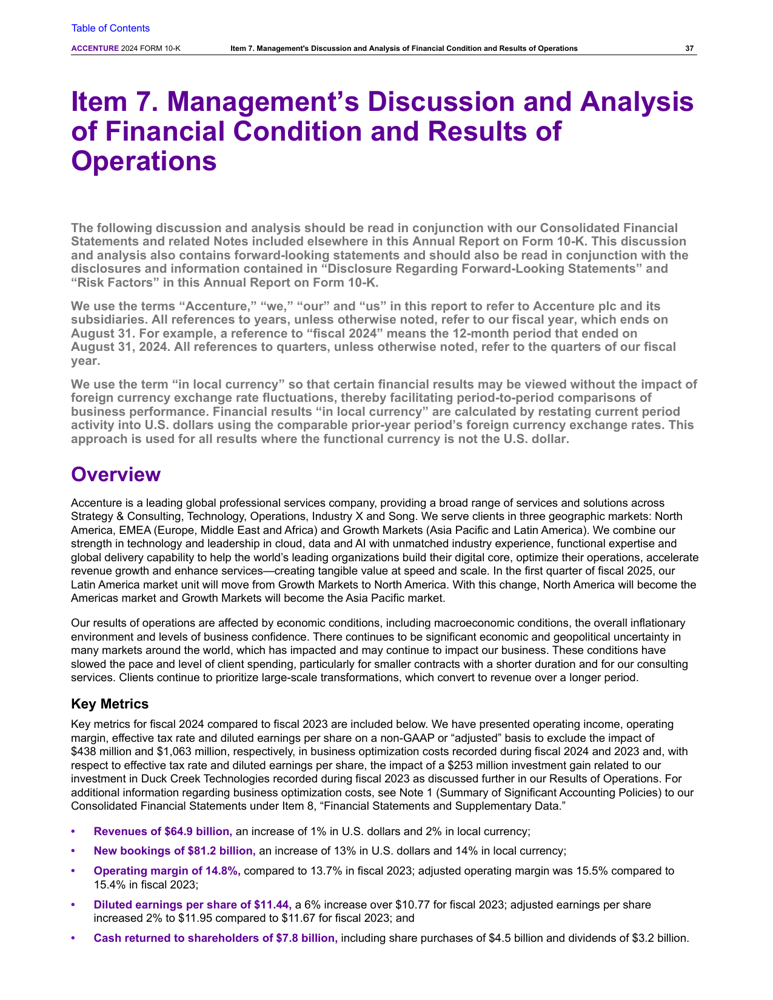 Table of Contents
ACCENTURE 2024 FORM 10-K Item 7. Management's Discussion and Analysis of Financial Condition and Results of Operations 37
Item 7. Management’s Discussion and Analysis
of Financial Condition and Results of
Operations
The following discussion and analysis should be read in conjunction with our Consolidated Financial
Statements and related Notes included elsewhere in this Annual Report on Form 10-K. This discussion
and analysis also contains forward-looking statements and should also be read in conjunction with the
disclosures and information contained in “Disclosure Regarding Forward-Looking Statements” and
“Risk Factors” in this Annual Report on Form 10-K.
We use the terms “Accenture,” “we,” “our” and “us” in this report to refer to Accenture plc and its
subsidiaries. All references to years, unless otherwise noted, refer to our fiscal year, which ends on
August 31. For example, a reference to “fiscal 2024” means the 12-month period that ended on
August 31, 2024. All references to quarters, unless otherwise noted, refer to the quarters of our fiscal
year.
We use the term “in local currency” so that certain financial results may be viewed without the impact of
foreign currency exchange rate fluctuations, thereby facilitating period-to-period comparisons of
business performance. Financial results “in local currency” are calculated by restating current period
activity into U.S. dollars using the comparable prior-year period’s foreign currency exchange rates. This
approach is used for all results where the functional currency is not the U.S. dollar.
Overview
Accenture is a leading global professional services company, providing a broad range of services and solutions across
Strategy & Consulting, Technology, Operations, Industry X and Song. We serve clients in three geographic markets: North
America, EMEA (Europe, Middle East and Africa) and Growth Markets (Asia Pacific and Latin America). We combine our
strength in technology and leadership in cloud, data and AI with unmatched industry experience, functional expertise and
global delivery capability to help the world’s leading organizations build their digital core, optimize their operations, accelerate
revenue growth and enhance services—creating tangible value at speed and scale. In the first quarter of fiscal 2025, our
Latin America market unit will move from Growth Markets to North America. With this change, North America will become the
Americas market and Growth Markets will become the Asia Pacific market.
Our results of operations are affected by economic conditions, including macroeconomic conditions, the overall inflationary
environment and levels of business confidence. There continues to be significant economic and geopolitical uncertainty in
many markets around the world, which has impacted and may continue to impact our business. These conditions have
slowed the pace and level of client spending, particularly for smaller contracts with a shorter duration and for our consulting
services. Clients continue to prioritize large-scale transformations, which convert to revenue over a longer period.
Key Metrics
Key metrics for fiscal 2024 compared to fiscal 2023 are included below. We have presented operating income, operating
margin, effective tax rate and diluted earnings per share on a non-GAAP or “adjusted” basis to exclude the impact of
$438 million and $1,063 million, respectively, in business optimization costs recorded during fiscal 2024 and 2023 and, with
respect to effective tax rate and diluted earnings per share, the impact of a $253 million investment gain related to our
investment in Duck Creek Technologies recorded during fiscal 2023 as discussed further in our Results of Operations. For
additional information regarding business optimization costs, see Note 1 (Summary of Significant Accounting Policies) to our
Consolidated Financial Statements under Item 8, “Financial Statements and Supplementary Data.”
• Revenues of $64.9 billion, an increase of 1% in U.S. dollars and 2% in local currency;
• New bookings of $81.2 billion, an increase of 13% in U.S. dollars and 14% in local currency;
• Operating margin of 14.8%, compared to 13.7% in fiscal 2023; adjusted operating margin was 15.5% compared to
15.4% in fiscal 2023;
• Diluted earnings per share of $11.44, a 6% increase over $10.77 for fiscal 2023; adjusted earnings per share
increased 2% to $11.95 compared to $11.67 for fiscal 2023; and
• Cash returned to shareholders of $7.8 billion, including share purchases of $4.5 billion and dividends of $3.2 billion.